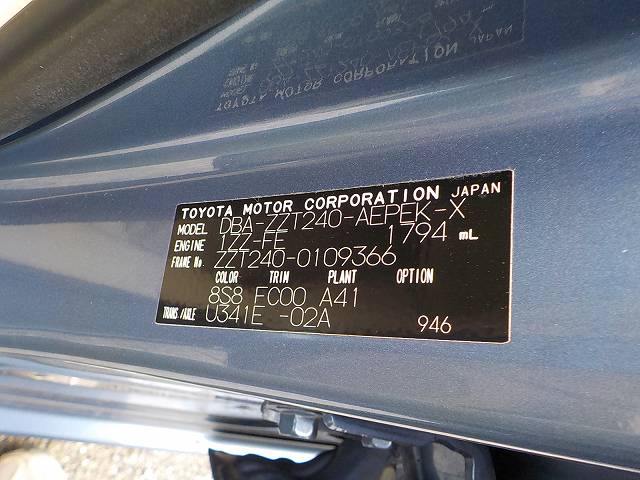 TOYOTA MOTOR CORPORATION JAPAN
MODEL DBA-ZZT240-AEPEK-X
ENGINE 1ZZ-FE 1794 mL
FRAME No. ZZT240-0109366
COLOR TRIM PLANT OPTION
8S8 FC00 A41
TRANS/AXLE U341E -02A
946